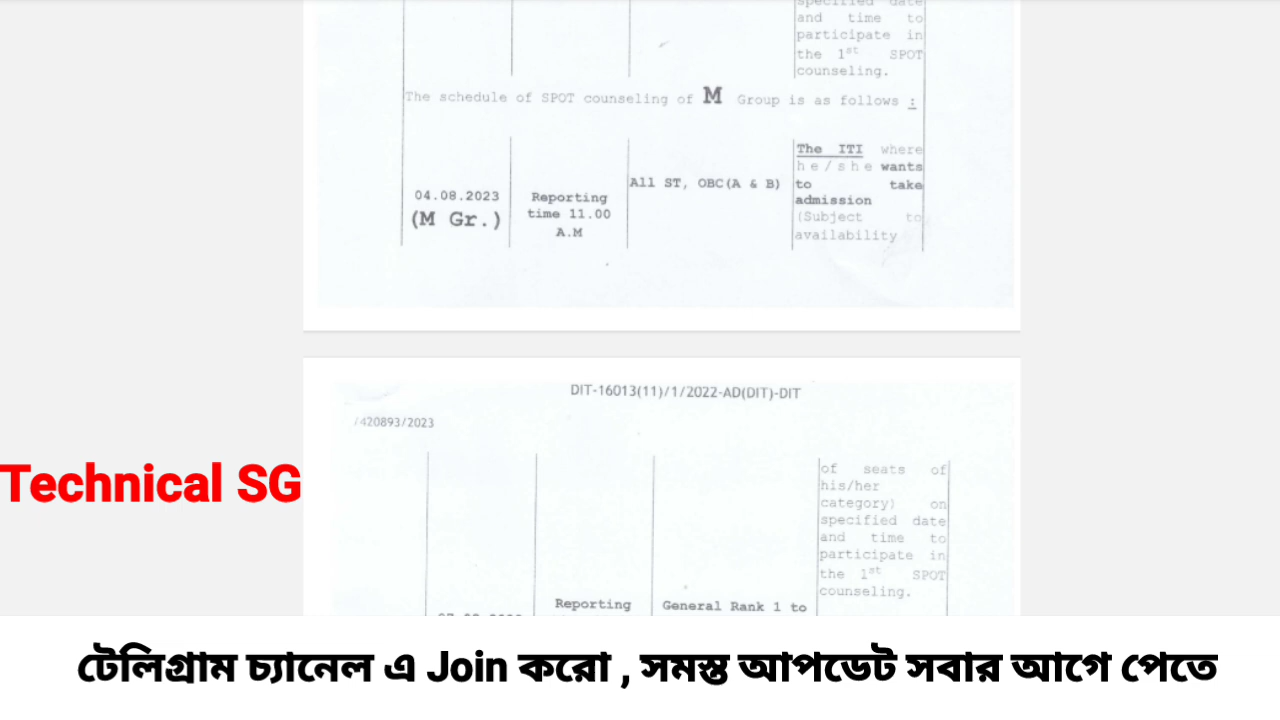 specified date
and time to
participate in
the 1st SPOT
counseling.
The schedule of SPOT counseling of M Group is as follows :
04.08.2023
(M Gr.)
Reporting
time 11.00
A.M
All ST, OBC(A & B)
The ITI where
he/she wants
to take
admission
(Subject to
availability
DIT-16013(11)/1/2022-AD(DIT)-DIT
/420893/2023
of seats of
his/her
category) on
specified date
and time to
participate in
the 1st SPOT
counseling.
Reporting
General Rank 1 to
Technical SG
টেলিগ্রাম চ্যানেল এ Join করো , সমস্ত আপডেট সবার আগে পেতে